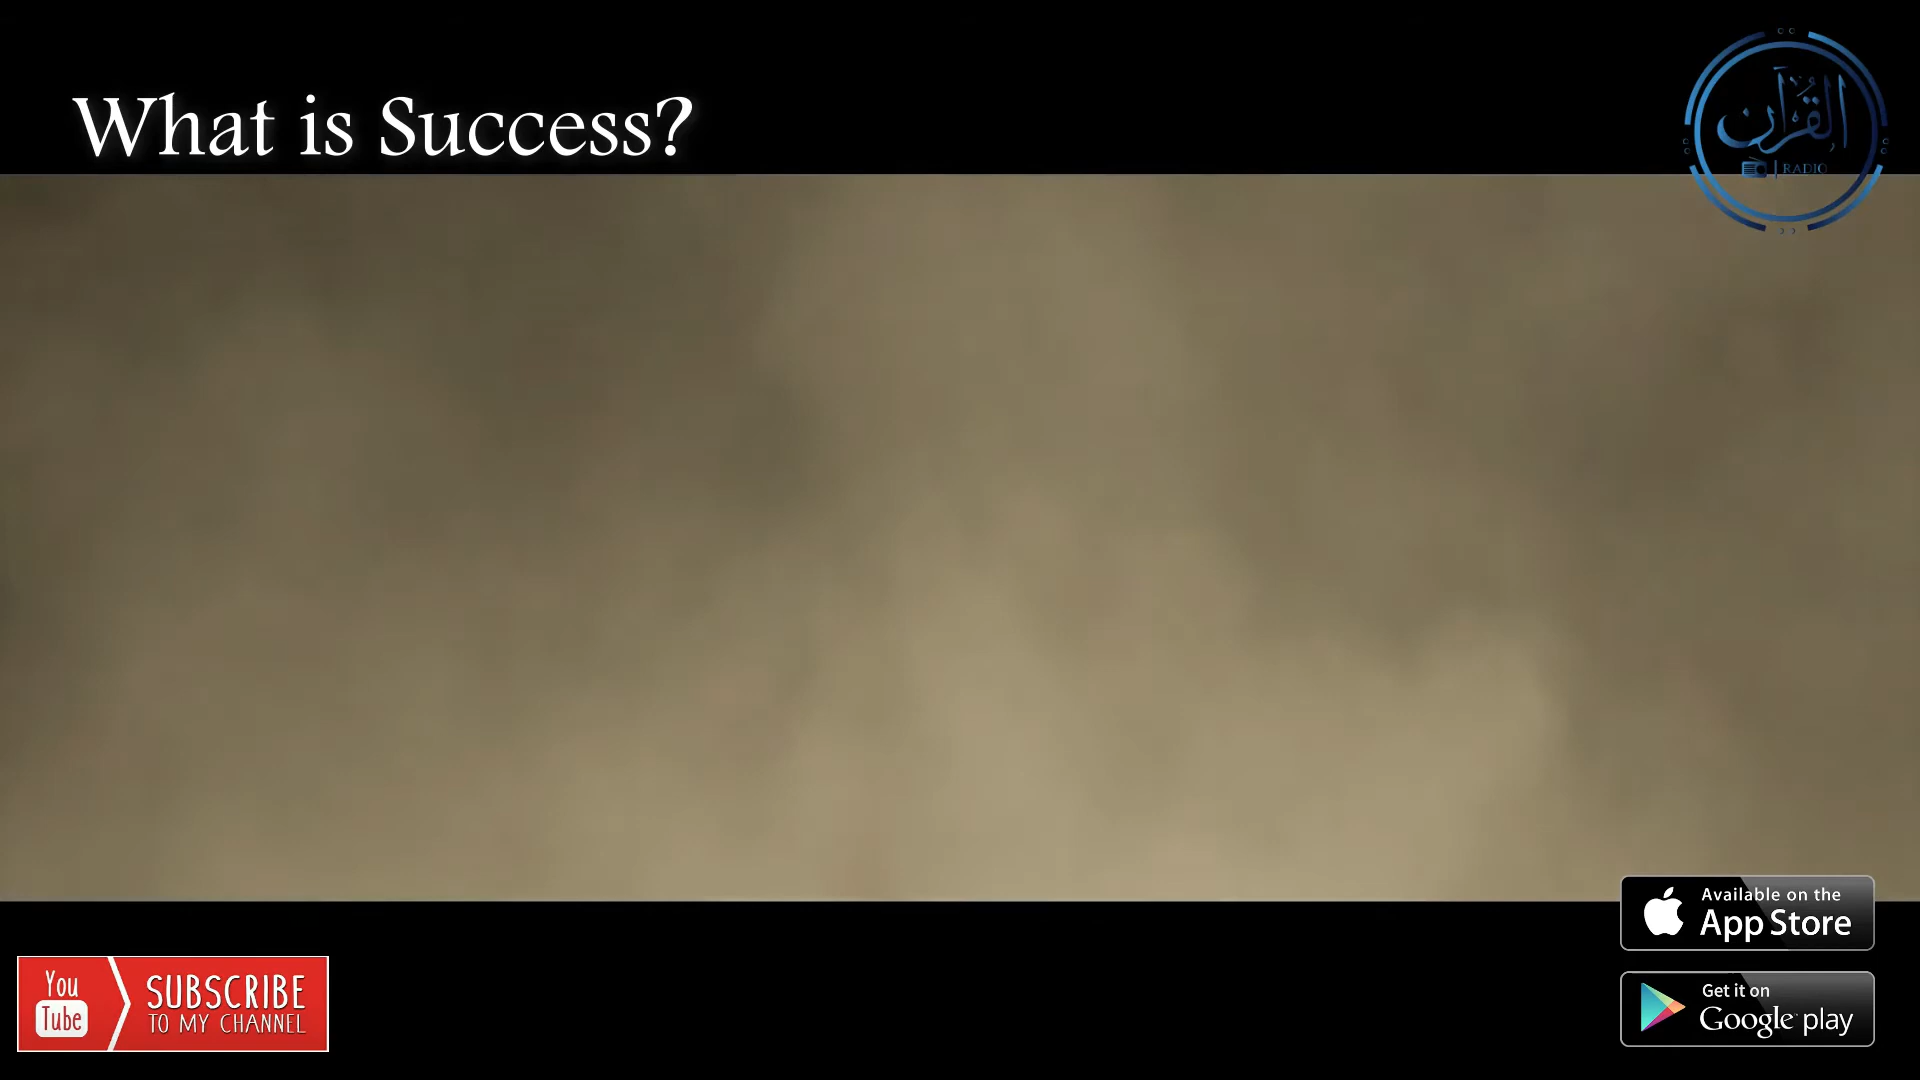 What is Success?
القرآن
| RADIO
Available on the
App Store
You
Tube
SUBSCRIBE
TO MY CHANNEL
Get it on
Google play